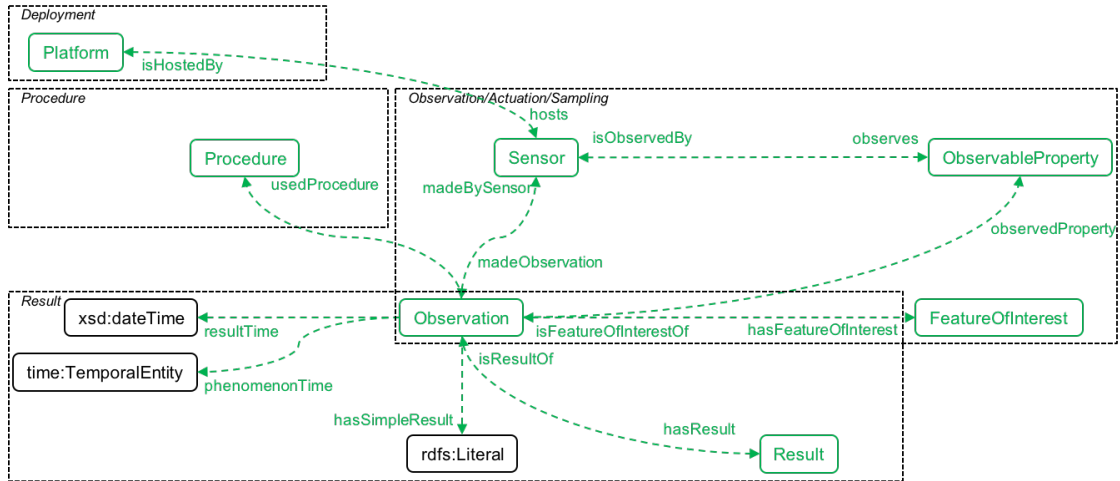 Deployment
Platform
isHostedBy
Procedure
Observation/Actuation/Sampling
hosts
isObservedBy
observes
Procedure
Sensor
ObservableProperty
usedProcedure
madeBySensor
observedProperty
madeObservation
Result
xsd:dateTime
resultTime
Observation
isFeatureOfInterestOf
hasFeatureOfInterest
FeatureOfInterest
isResultOf
time:TemporalEntity
phenomenonTime
hasSimpleResult
hasResult
rdfs:Literal
Result